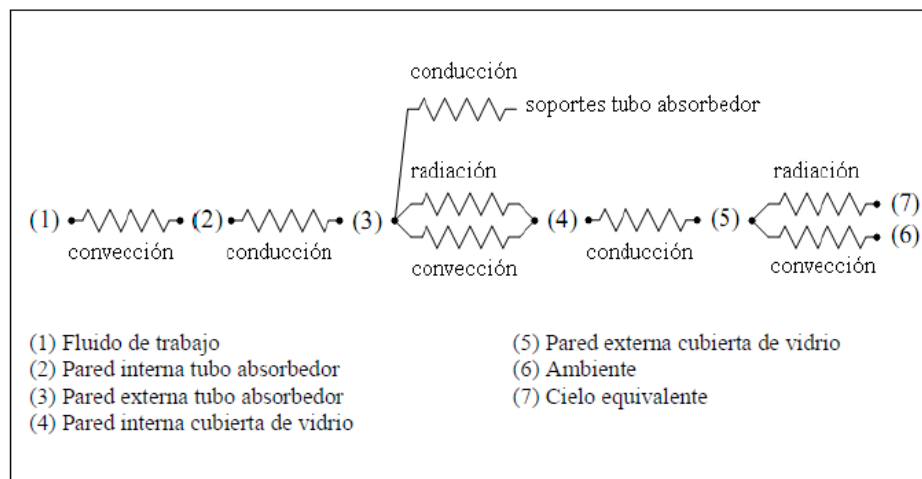 conducción
soportes tubo absorbedor
radiación
radiación
(1) (2) (3) (4) (5) (7)
(6)
convección conducción convección conducción convección
(1) Fluido de trabajo
(2) Pared interna tubo absorbedor
(3) Pared externa tubo absorbedor
(4) Pared interna cubierta de vidrio
(5) Pared externa cubierta de vidrio
(6) Ambiente
(7) Cielo equivalente